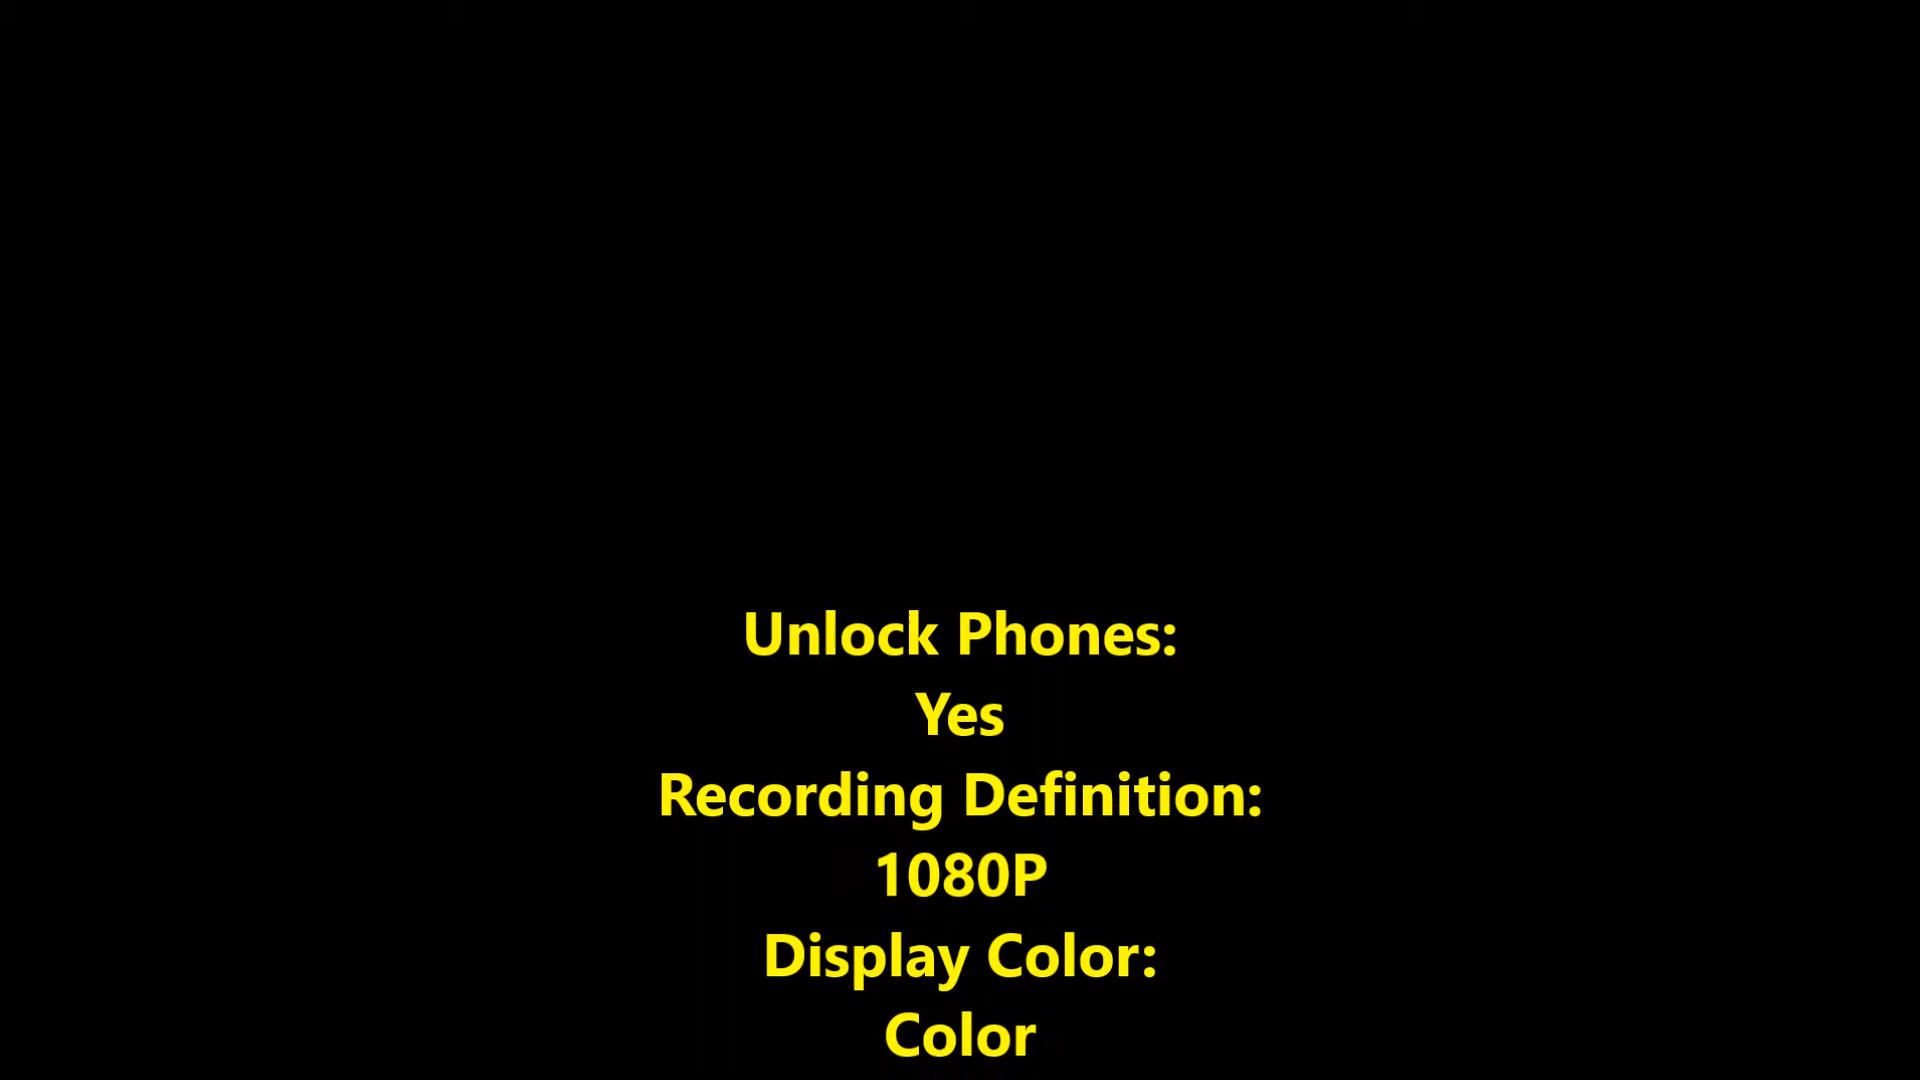 Unlock Phones:
Yes
Recording Definition:
1080P
Display Color:
Color